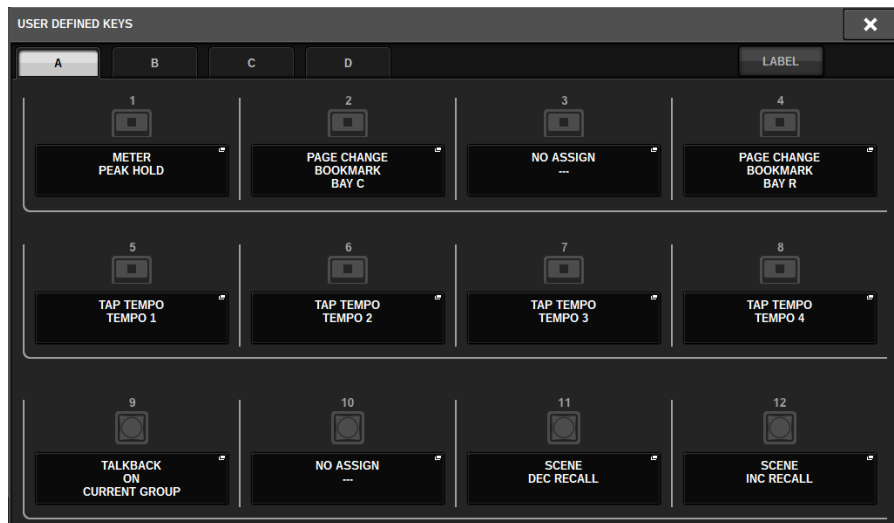 USER DEFINED KEYS
A B C D LABEL
1 2 3 4
METER PEAK HOLD
PAGE CHANGE BOOKMARK BAY C
NO ASSIGN ---
PAGE CHANGE BOOKMARK BAY R
5 6 7 8
TAP TEMPO TEMPO 1
TAP TEMPO TEMPO 2
TAP TEMPO TEMPO 3
TAP TEMPO TEMPO 4
9 10 11 12
TALKBACK ON CURRENT GROUP
NO ASSIGN ---
SCENE DEC RECALL
SCENE INC RECALL